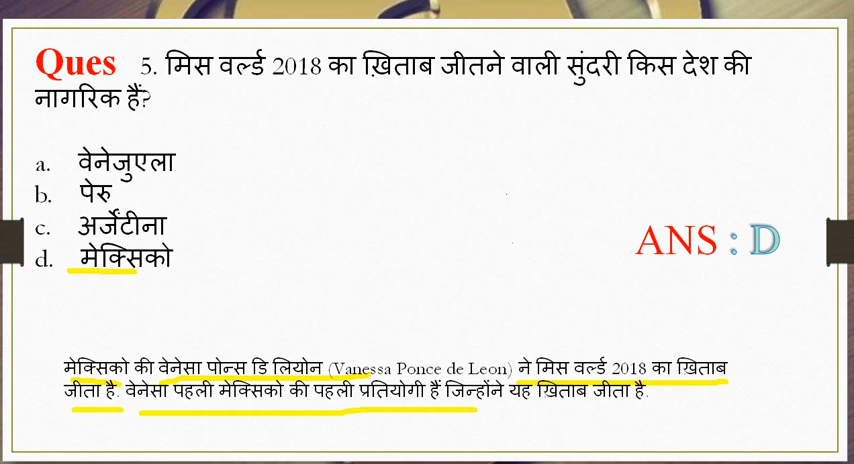 Ques 5. मिस वर्ल्ड 2018 का ख़िताब जीतने वाली सुंदरी किस देश की
नागरिक हैं?
a. वेनेजुएला
b. पेरु
c. अर्जेंटीना
d. मेक्सिको
ANS : D
मेक्सिको की वेनेसा पोन्स डि लियोन (Vanessa Ponce de Leon) ने मिस वर्ल्ड 2018 का ख़िताब
जीता है. वेनेसा पहली मेक्सिको की पहली प्रतियोगी हैं जिन्होंने यह ख़िताब जीता है.